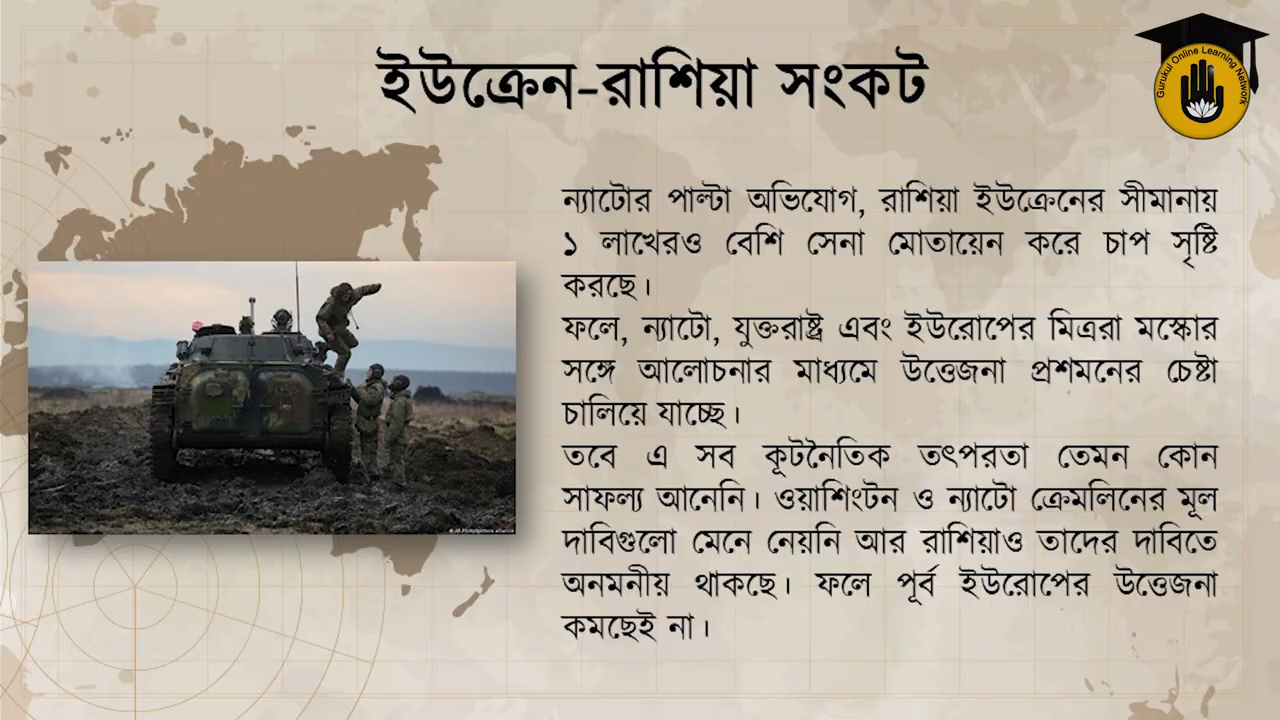 ইউক্রেন-রাশিয়া সংকট
Gurukul Online Learning Network
ন্যাটোর পাল্টা অভিযোগ, রাশিয়া ইউক্রেনের সীমানায়
১ লাখেরও বেশি সেনা মোতায়েন করে চাপ সৃষ্টি
করছে।
ফলে, ন্যাটো, যুক্তরাষ্ট্র এবং ইউরোপের মিত্ররা মস্কোর
সঙ্গে আলোচনার মাধ্যমে উত্তেজনা প্রশমনের চেষ্টা
চালিয়ে যাচ্ছে।
তবে এ সব কূটনৈতিক তৎপরতা তেমন কোন
সাফল্য আনেনি। ওয়াশিংটন ও ন্যাটো ক্রেমলিনের মূল
দাবিগুলো মেনে নেয়নি আর রাশিয়াও তাদের দাবিতে
অনমনীয় থাকছে। ফলে পূর্ব ইউরোপের উত্তেজনা
কমছেই না।